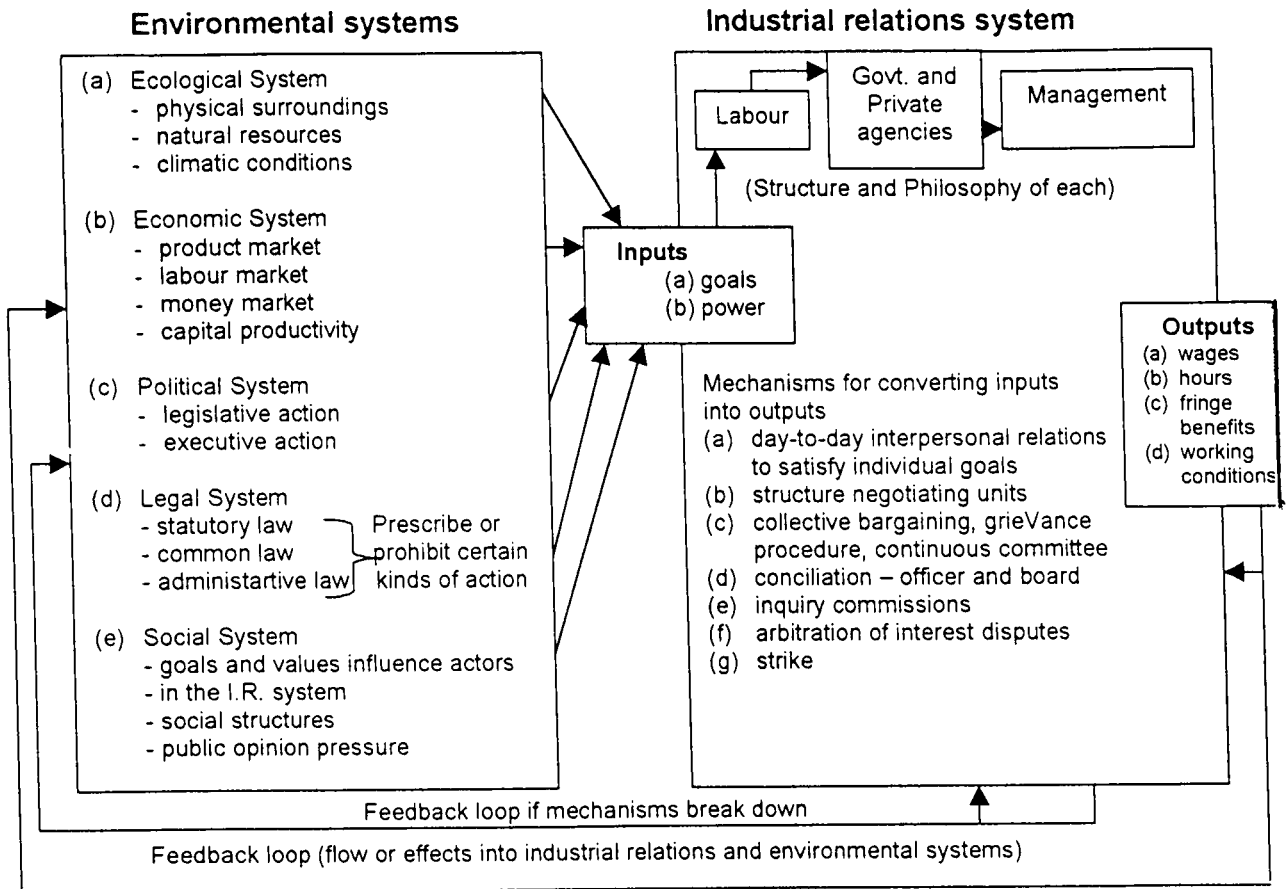 Environmental systems
(a) Ecological System
- physical surroundings
- natural resources
- climatic conditions
(b) Economic System
- product market
- labour market
- money market
- capital productivity
(c) Political System
- legislative action
- executive action
(d) Legal System
- statutory law
- common law
- administartive law
Prescribe or
prohibit certain
kinds of action
(e) Social System
- goals and values influence actors
- in the I.R. system
- social structures
- public opinion pressure
Inputs
(a) goals
(b) power
Industrial relations system
Labour
Govt. and
Private
agencies
Management
(Structure and Philosophy of each)
Mechanisms for converting inputs
into outputs
(a) day-to-day interpersonal relations
to satisfy individual goals
(b) structure negotiating units
(c) collective bargaining, grieVance
procedure, continuous committee
(d) conciliation – officer and board
(e) inquiry commissions
(f) arbitration of interest disputes
(g) strike
Outputs
(a) wages
(b) hours
(c) fringe
benefits
(d) working
conditions
Feedback loop if mechanisms break down
Feedback loop (flow or effects into industrial relations and environmental systems)